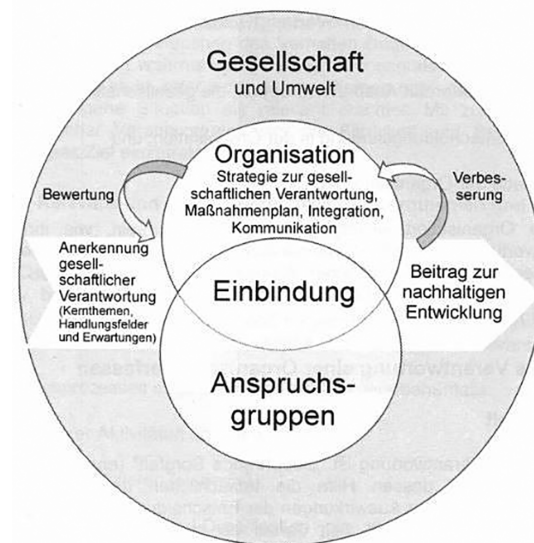 Gesellschaft
und Umwelt
Organisation
Strategie zur gesell-
schaftlichen Verantwortung,
Maßnahmenplan, Integration,
Kommunikation
Bewertung
Verbes-
serung
Anerkennung
gesell-
schaftlicher
Verantwortung
(Kernthemen,
Handlungsfelder
und Erwartungen)
Einbindung
Beitrag zur
nachhaltigen
Entwicklung
Anspruchs-
gruppen